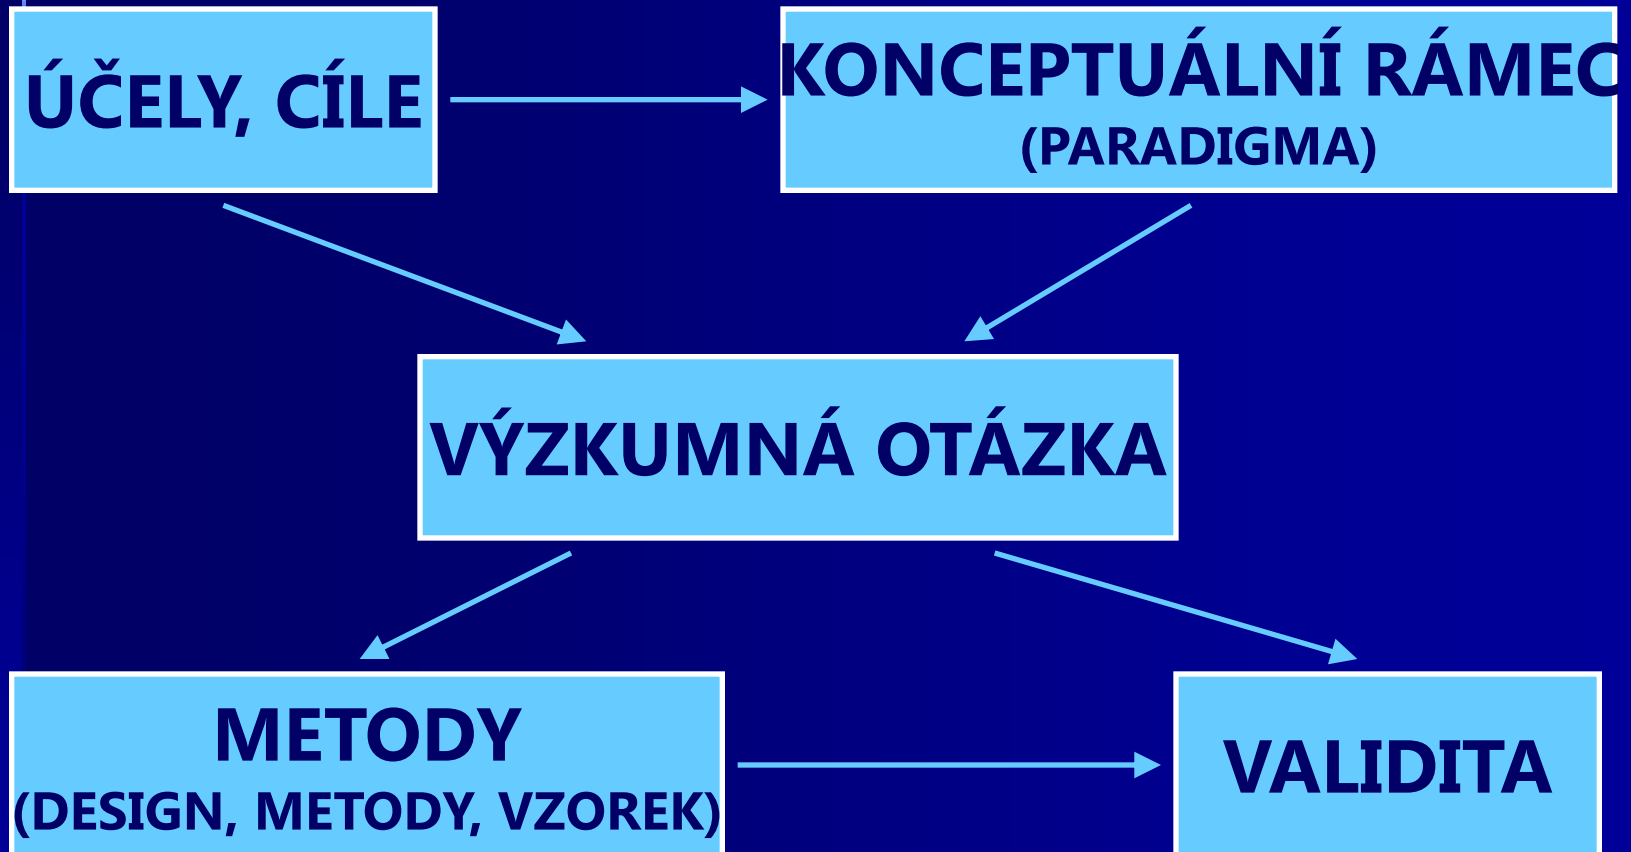 ÚČELY, CÍLE
KONCEPTUÁLNÍ RÁMEC
(PARADIGMA)
VÝZKUMNÁ OTÁZKA
METODY
(DESIGN, METODY, VZOREK)
VALIDITA